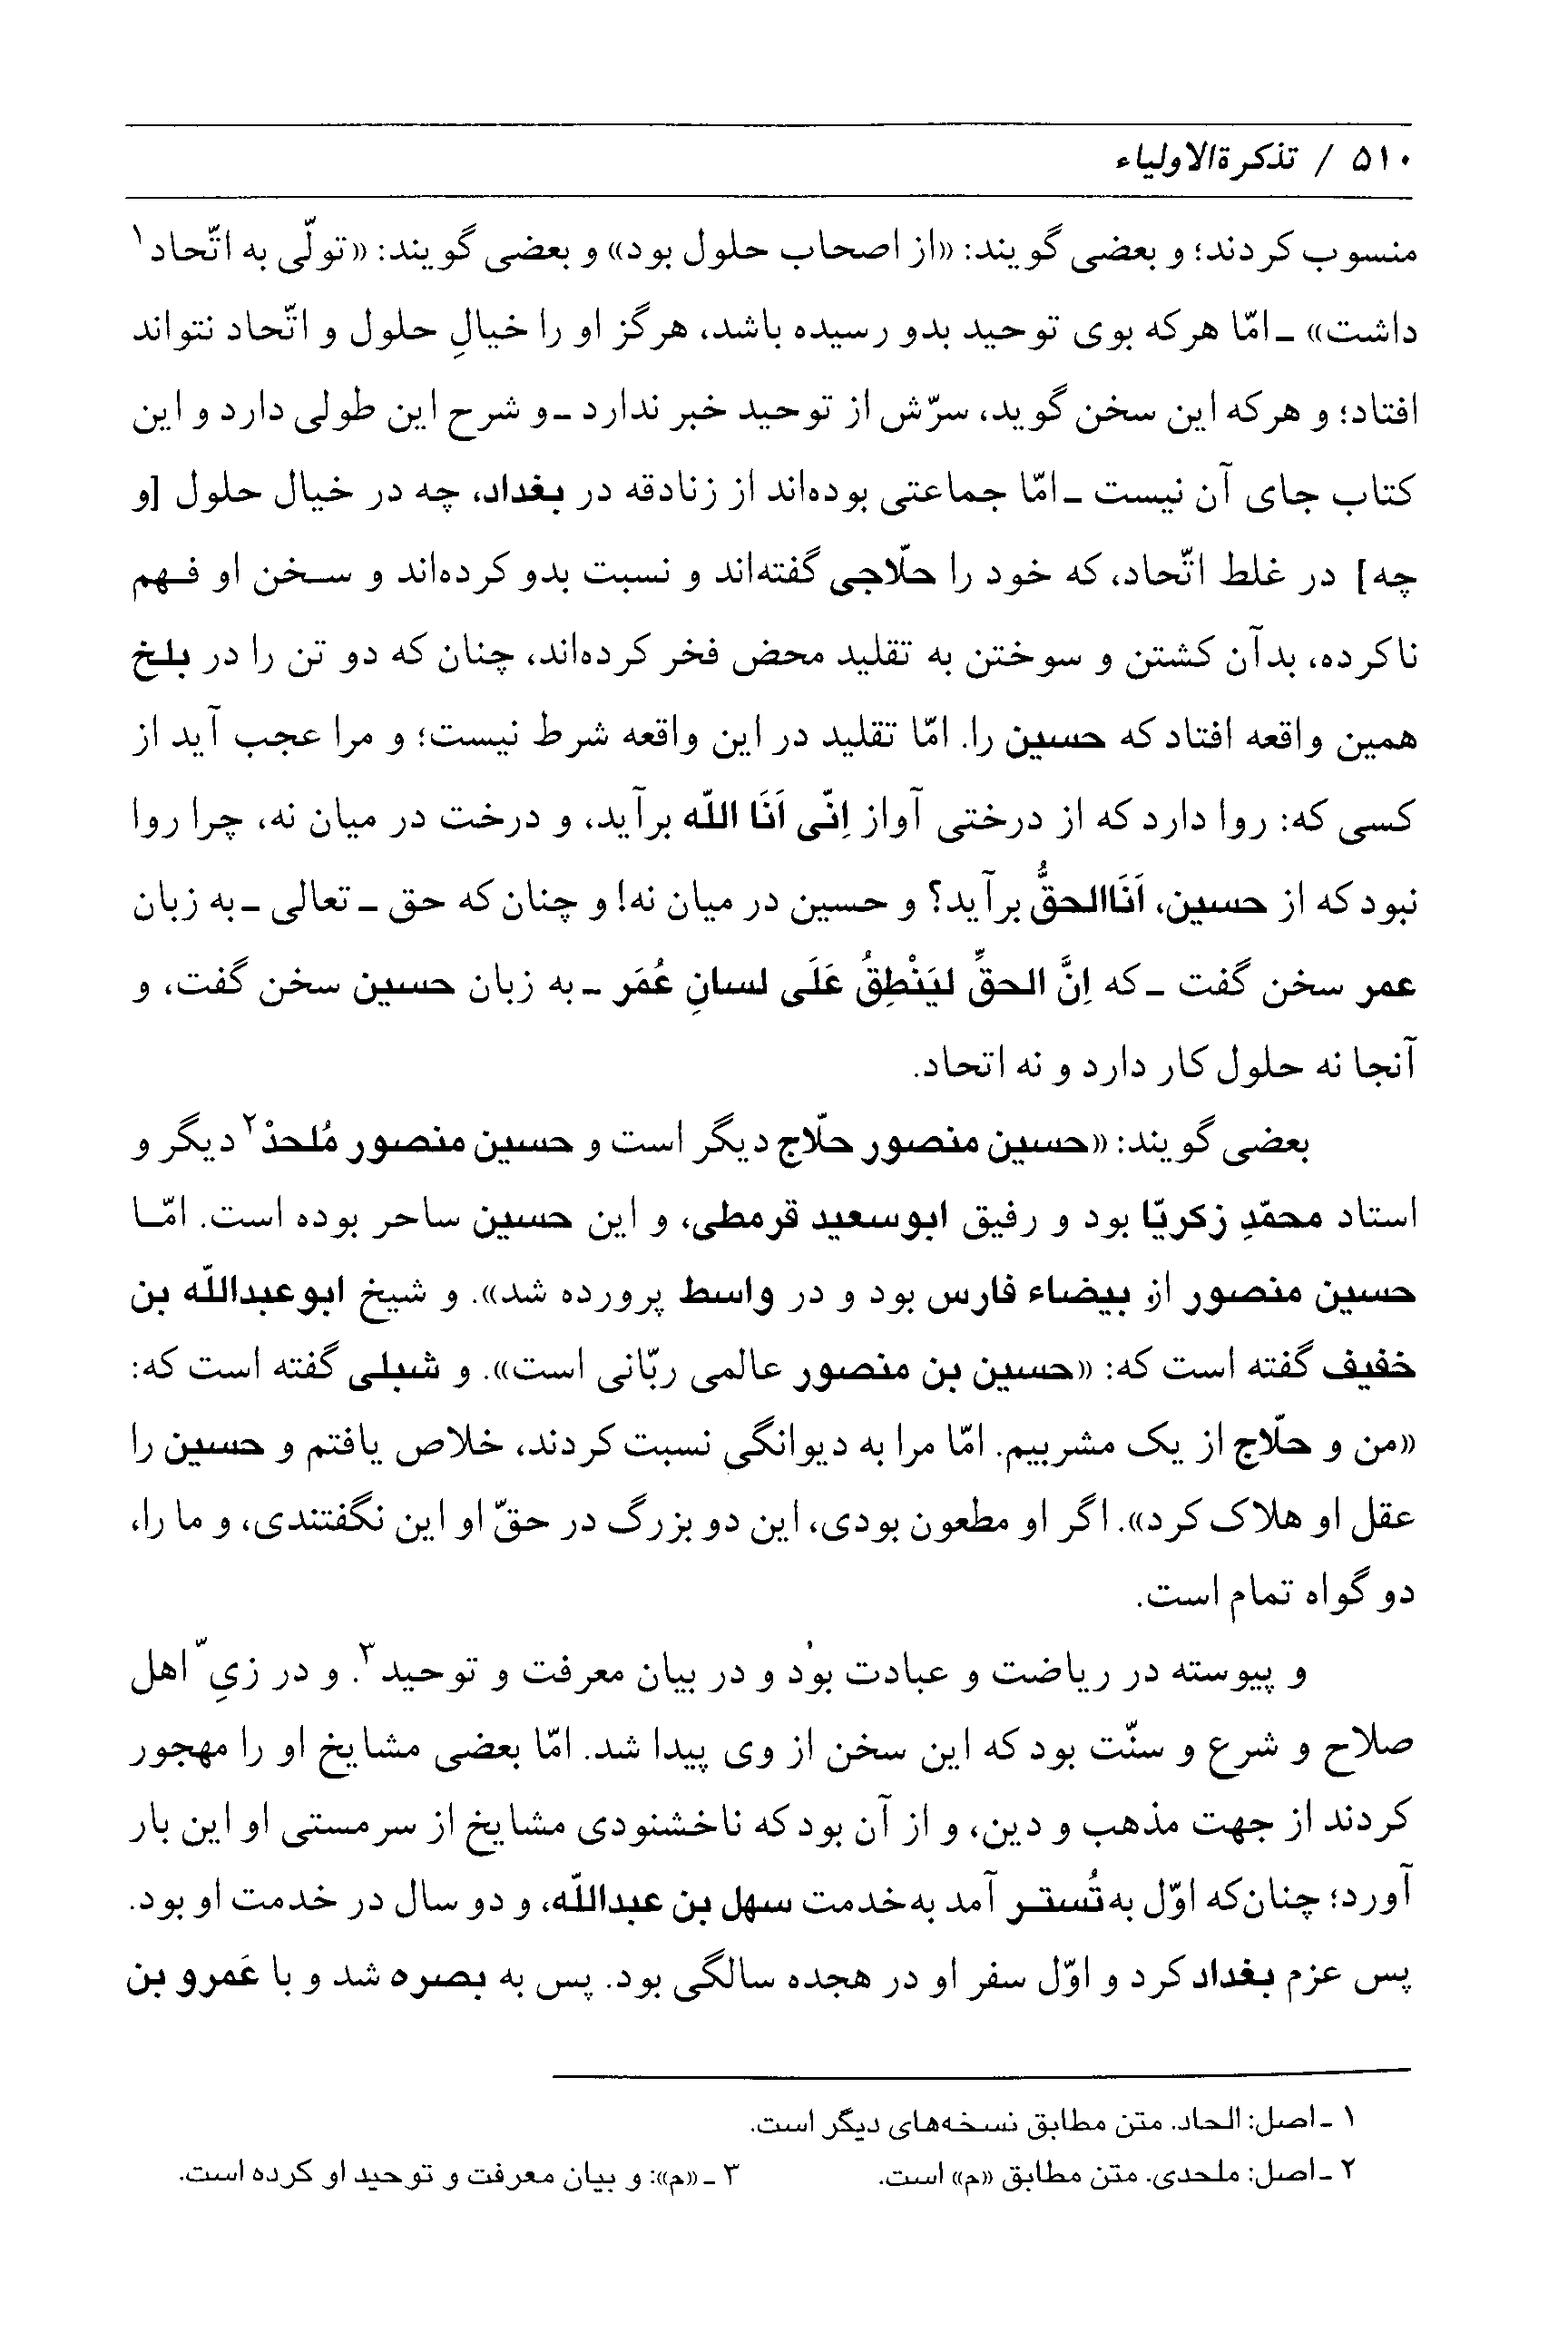 ۵۱۰ / تذکرةالاولیاء
منسوب کردند؛ و بعضی گویند: «از اصحاب حلول بود» و بعضی گویند: «تولّی به اتّحاد۱
داشت» ـ امّا هرکه بوی توحید بدو رسیده باشد، هرگز او را خیالِ حلول و اتّحاد نتواند
افتاد؛ و هرکه این سخن گوید، سرّش از توحید خبر ندارد ـ و شرح این طولی دارد و این
کتاب جای آن نیست ـ امّا جماعتی بوده‌اند از زنادقه در بغداد، چه در خیال حلول [و
چه] در غلط اتّحاد، که خود را حلّاجی گفته‌اند و نسبت بدو کرده‌اند و سخن او فهم
ناکرده، بدآن کشتن و سوختن به تقلید محض فخر کرده‌اند، چنان که دو تن را در بلخ
همین واقعه افتاد که حسین را. امّا تقلید در این واقعه شرط نیست؛ و مرا عجب آید از
کسی که: روا دارد که از درختی آواز اِنّی اَنَا اللّه برآید، و درخت در میان نه، چرا روا
نبود که از حسین، اَنَاالحقُّ برآید؟ و حسین در میان نه! و چنان که حق ـ تعالی ـ به زبان
عمر سخن گفت ـ که اِنَّ الحقِّ لیَنْطِقُ عَلَی لسانِ عُمَر ـ به زبان حسین سخن گفت، و
آنجا نه حلول کار دارد و نه اتحاد.
بعضی گویند: «حسین منصور حلّاج دیگر است و حسین منصور مُلحدْ۲ دیگر و
استاد محمّدِ زکریّا بود و رفیق ابوسعید قرمطی، و این حسین ساحر بوده است. امّا
حسین منصور از بیضاء فارس بود و در واسط پرورده شد». و شیخ ابوعبداللّه بن
خفیف گفته است که: «حسین بن منصور عالمی ربّانی است». و شبلی گفته است که:
«من و حلّاج از یک مشربیم. امّا مرا به دیوانگی نسبت کردند، خلاص یافتم و حسین را
عقل او هلاک کرد». اگر او مطعون بودی، این دو بزرگ در حقّ او این نگفتندی، و ما را،
دو گواه تمام است.
و پیوسته در ریاضت و عبادت بود و در بیان معرفت و توحید۳. و در زیِّ اهل
صلاح و شرع و سنّت بود که این سخن از وی پیدا شد. امّا بعضی مشایخ او را مهجور
کردند از جهت مذهب و دین، و از آن بود که ناخشنودی مشایخ از سرمستی او این بار
آورد؛ چنان‌که اوّل به‌تُستر آمد به‌خدمت سهل بن عبداللّه، و دو سال در خدمت او بود.
پس عزم بغداد کرد و اوّل سفر او در هجده سالگی بود. پس به بصره شد و با عَمرو بن
۱ ـ اصل: الحاد. متن مطابق نسخه‌های دیگر است.
۲ ـ اصل: ملحدی. متن مطابق «م» است. ۳ ـ «م»: و بیان معرفت و توحید او کرده است.